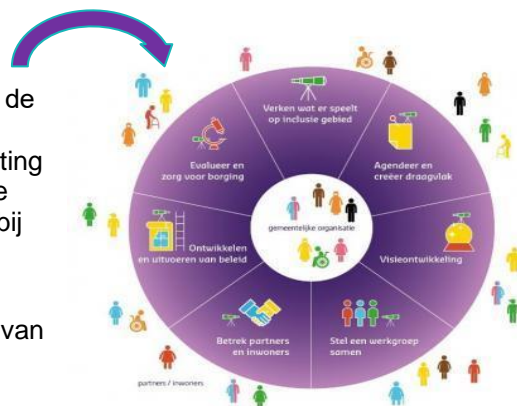 de
ting
e
bij
van
Verken wat er speelt
op inclusie gebied
Agendeer en
creëer draagvlak
Visieontwikkeling
Stel een werkgroep
samen
Betrek partners
en inwoners
Ontwikkelen
en uitvoeren van beleid
Evalueer en
zorg voor borging
gemeentelijke organisatie
partners / inwoners